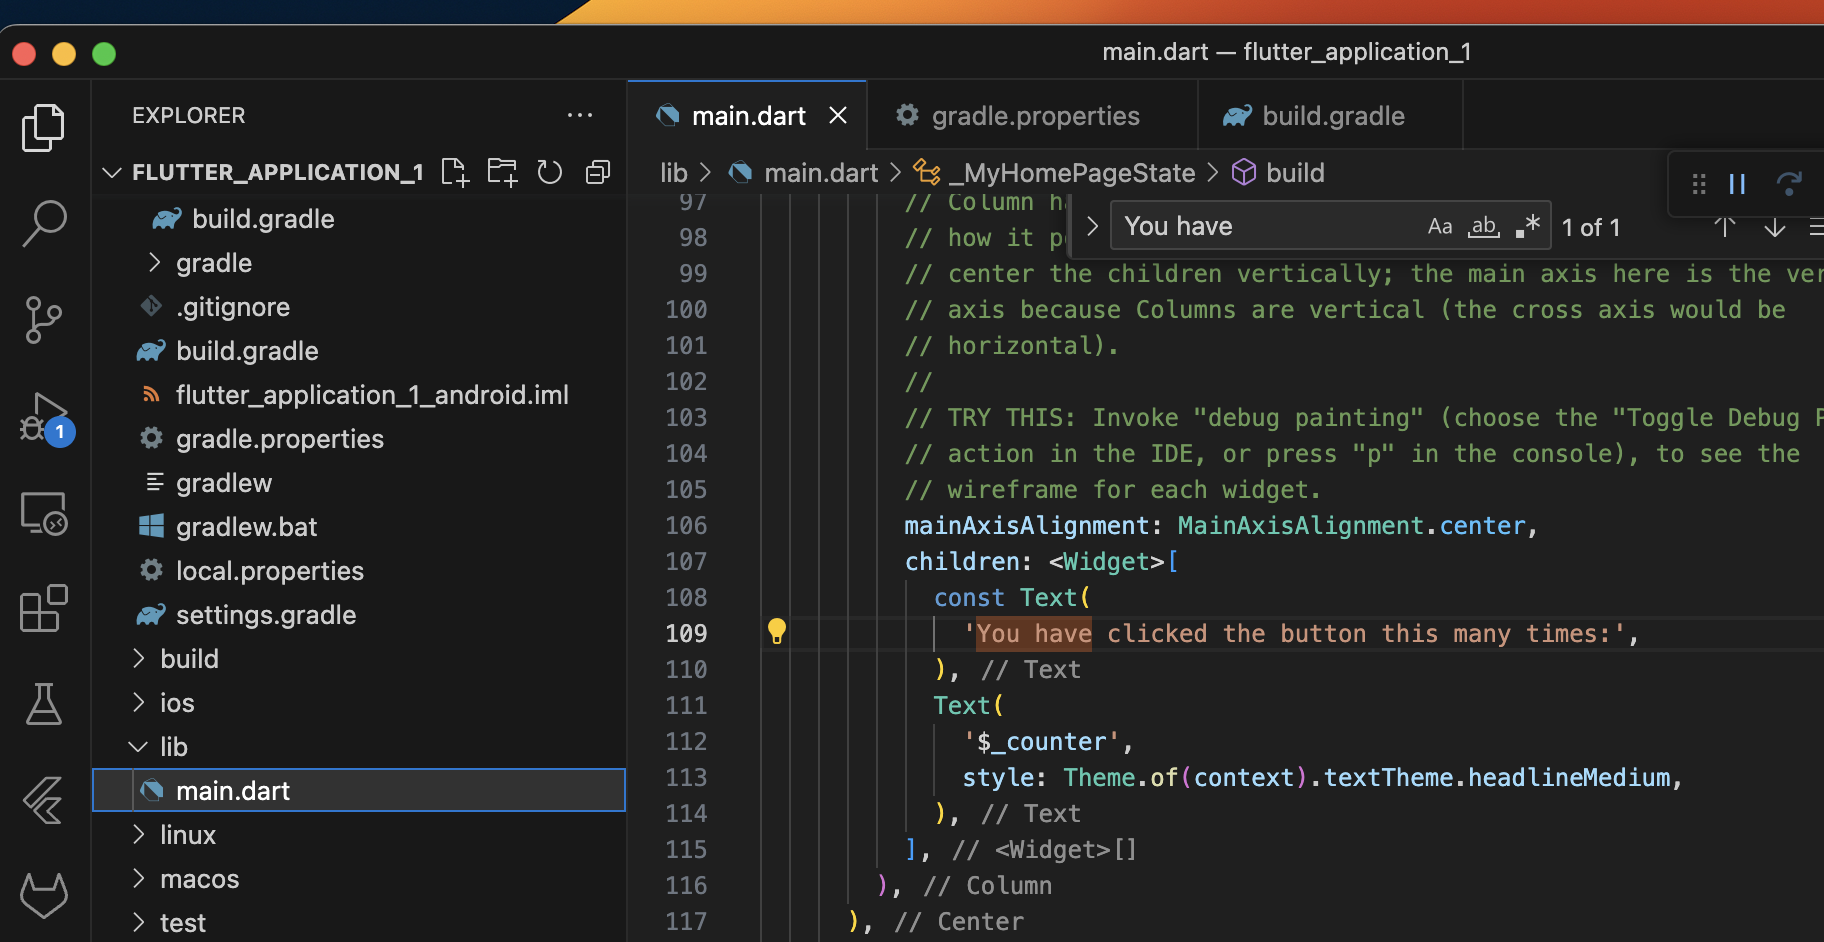 main.dart — flutter_application_1
EXPLORER
FLUTTER_APPLICATION_1
build.gradle
gradle
.gitignore
build.gradle
flutter_application_1_android.iml
gradle.properties
gradlew
gradlew.bat
local.properties
settings.gradle
build
ios
lib
main.dart
linux
macos
test
1
main.dart
gradle.properties
build.gradle
lib > main.dart > _MyHomePageState > build
You have
Aa ab .* 1 of 1
97 // Column
98 // how it
99 // center the children vertically; the main axis here is the
100 // axis because Columns are vertical (the cross axis would be
101 // horizontal).
102 //
103 // TRY THIS: Invoke "debug painting" (choose the "Toggle Debug
104 // action in the IDE, or press "p" in the console), to see the
105 // wireframe for each widget.
106 mainAxisAlignment: MainAxisAlignment.center,
107 children: <Widget>[
108 const Text(
109 'You have clicked the button this many times:',
110 ), // Text
111 Text(
112 '$_counter',
113 style: Theme.of(context).textTheme.headlineMedium,
114 ), // Text
115 ], // <Widget>[]
116 ), // Column
117 ), // Center